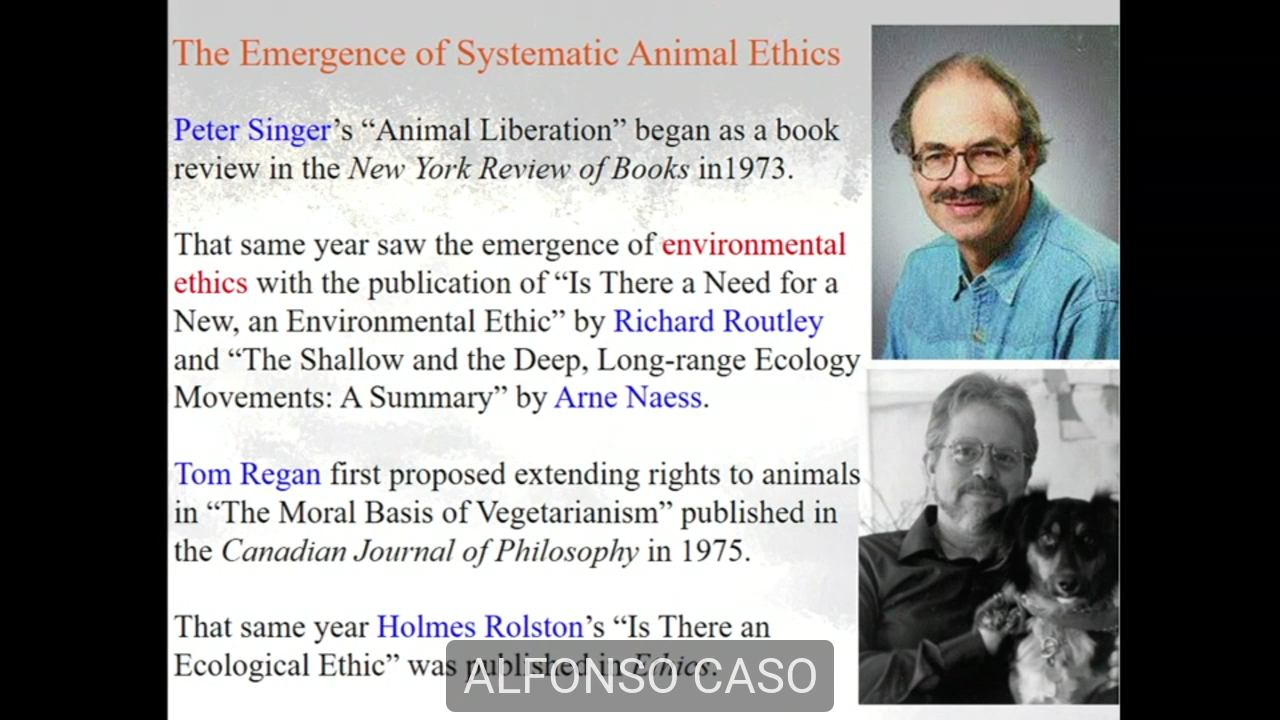 The Emergence of Systematic Animal Ethics
Peter Singer’s “Animal Liberation” began as a book
review in the New York Review of Books in1973.
That same year saw the emergence of environmental
ethics with the publication of “Is There a Need for a
New, an Environmental Ethic” by Richard Routley
and “The Shallow and the Deep, Long-range Ecology
Movements: A Summary” by Arne Naess.
Tom Regan first proposed extending rights to animals
in “The Moral Basis of Vegetarianism” published in
the Canadian Journal of Philosophy in 1975.
That same year Holmes Rolston’s “Is There an
Ecological Ethic” was published in Ethics.
ALFONSO CASO